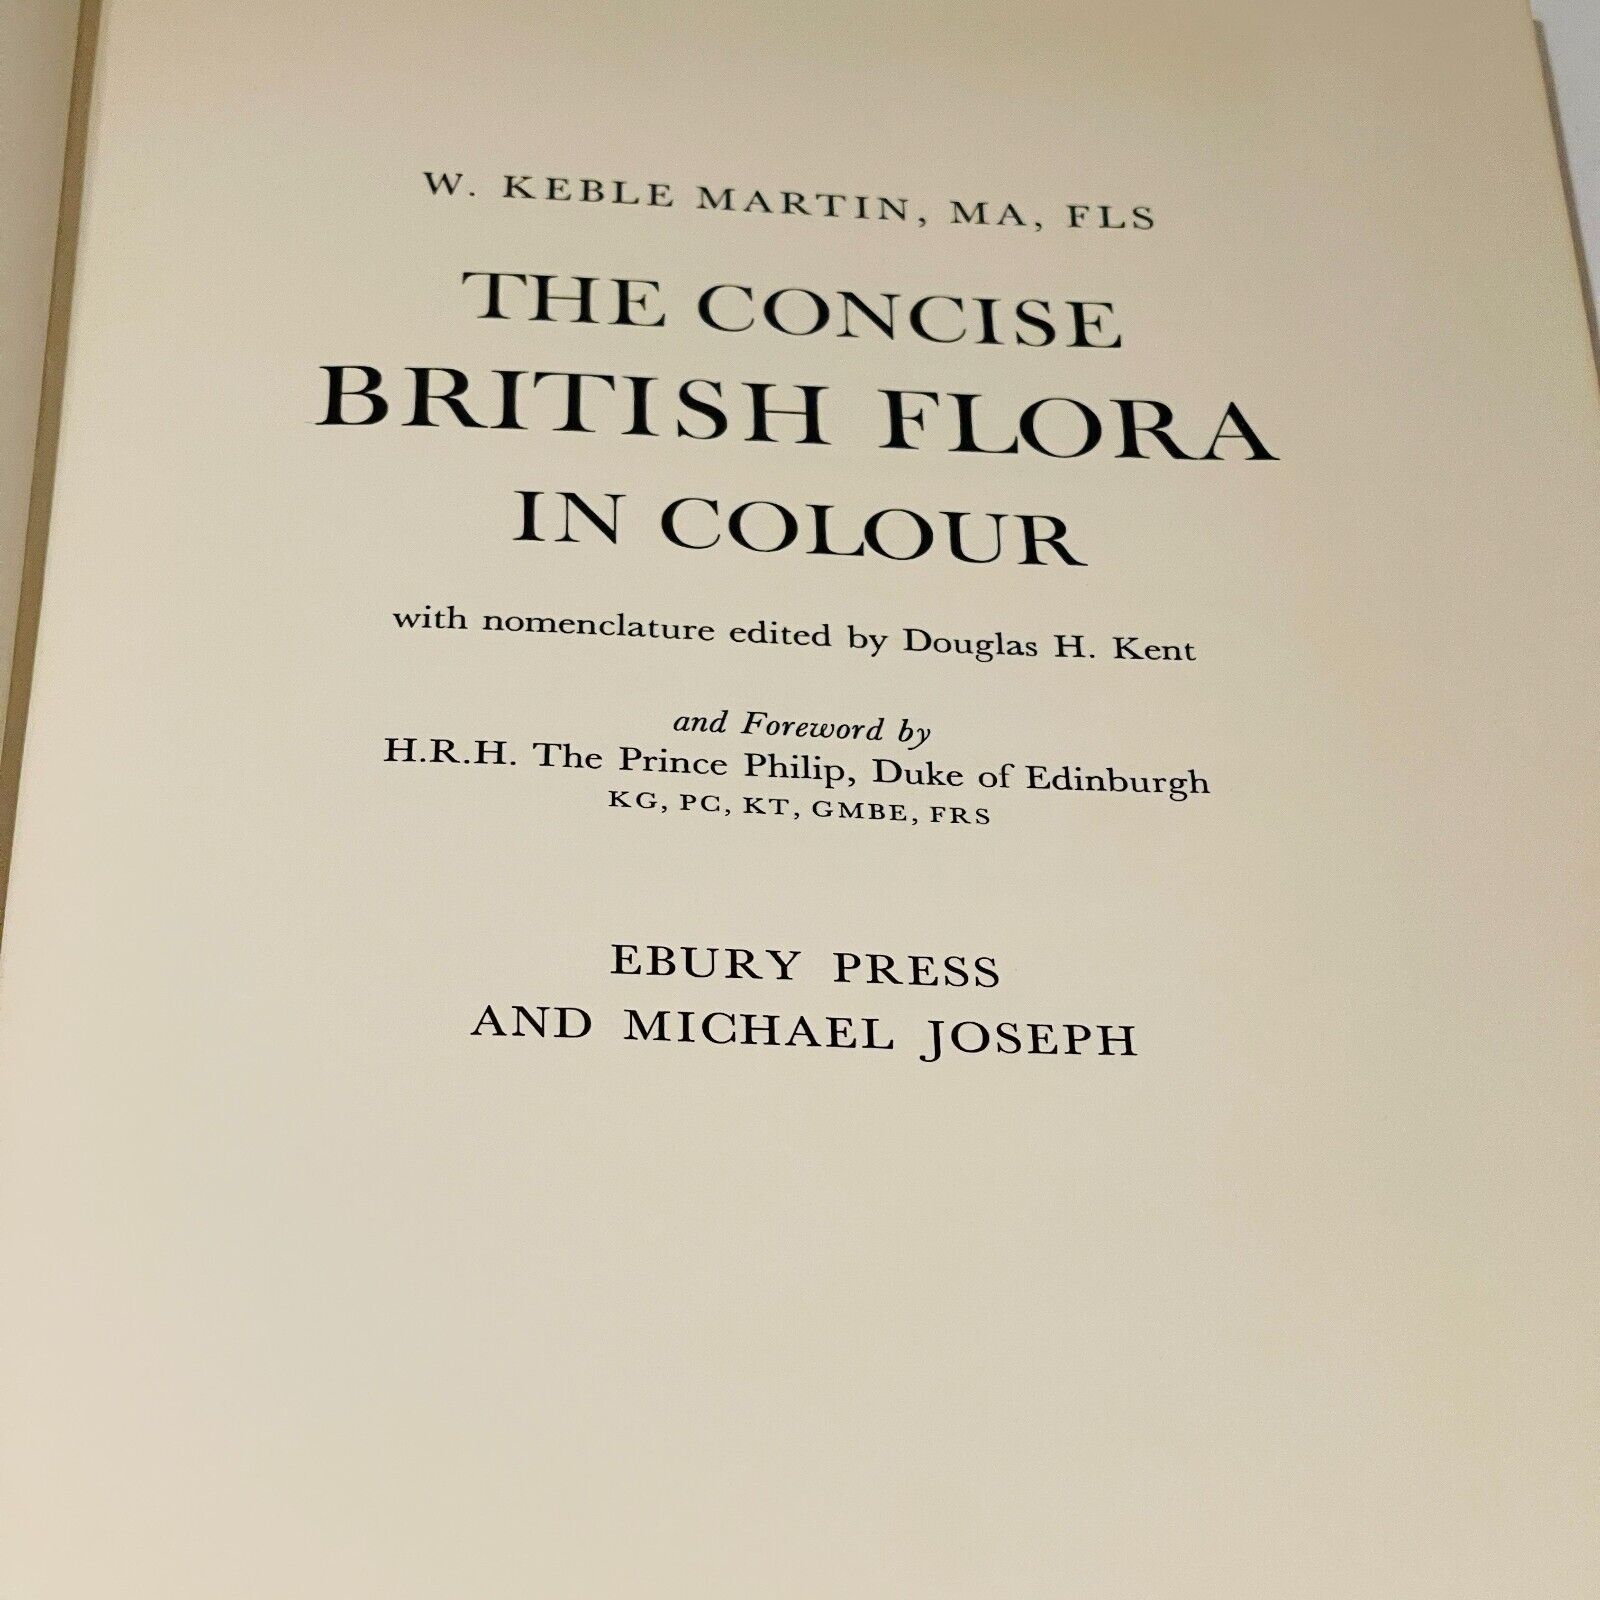 W. KEBLE MARTIN, MA, FLS
THE CONCISE
BRITISH FLORA
IN COLOUR
with nomenclature edited by Douglas H. Kent
and Foreword by
H.R.H. The Prince Philip, Duke of Edinburgh
KG, PC, KT, GMBE, FRS
EBURY PRESS
AND MICHAEL JOSEPH